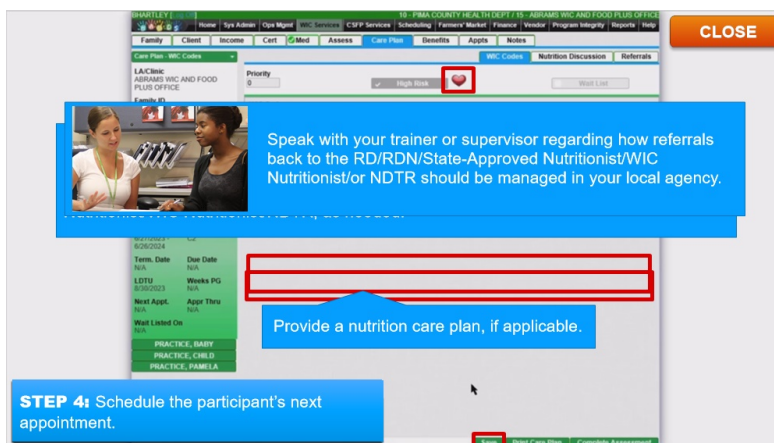 BHARTLEY | Log Out
18 - PIMA COUNTY HEALTH DEPT / 15 - ABRAMS WIC AND FOOD PLUS OFFICE
Home Sys Admin Ops Mgmt WIC Services CSFP Services Scheduling Farmers' Market Finance Vendor Program Integrity Reports Help
CLOSE
Family Client Income Cert Med Assess Care Plan Benefits Appts Notes
Care Plan - WIC Codes
WIC Codes Nutrition Discussion Referrals
LA/Clinic
ABRAMS WIC AND FOOD
PLUS OFFICE
Family ID
Priority
0
High Risk
Wait List
Speak with your trainer or supervisor regarding how referrals
back to the RD/RDN/State-Approved Nutritionist/WIC
Nutritionist/or NDTR should be managed in your local agency.
6/27/2023 -
6/26/2024
C2
Term. Date Due Date
N/A N/A
LDTU Weeks PG
8/30/2023 N/A
Next Appt. Appr Thru
N/A N/A
Wait Listed On
N/A
PRACTICE, BABY
PRACTICE, CHILD
PRACTICE, PAMELA
Provide a nutrition care plan, if applicable.
STEP 4: Schedule the participant's next
appointment.
Save Print Care Plan Complete Assessment